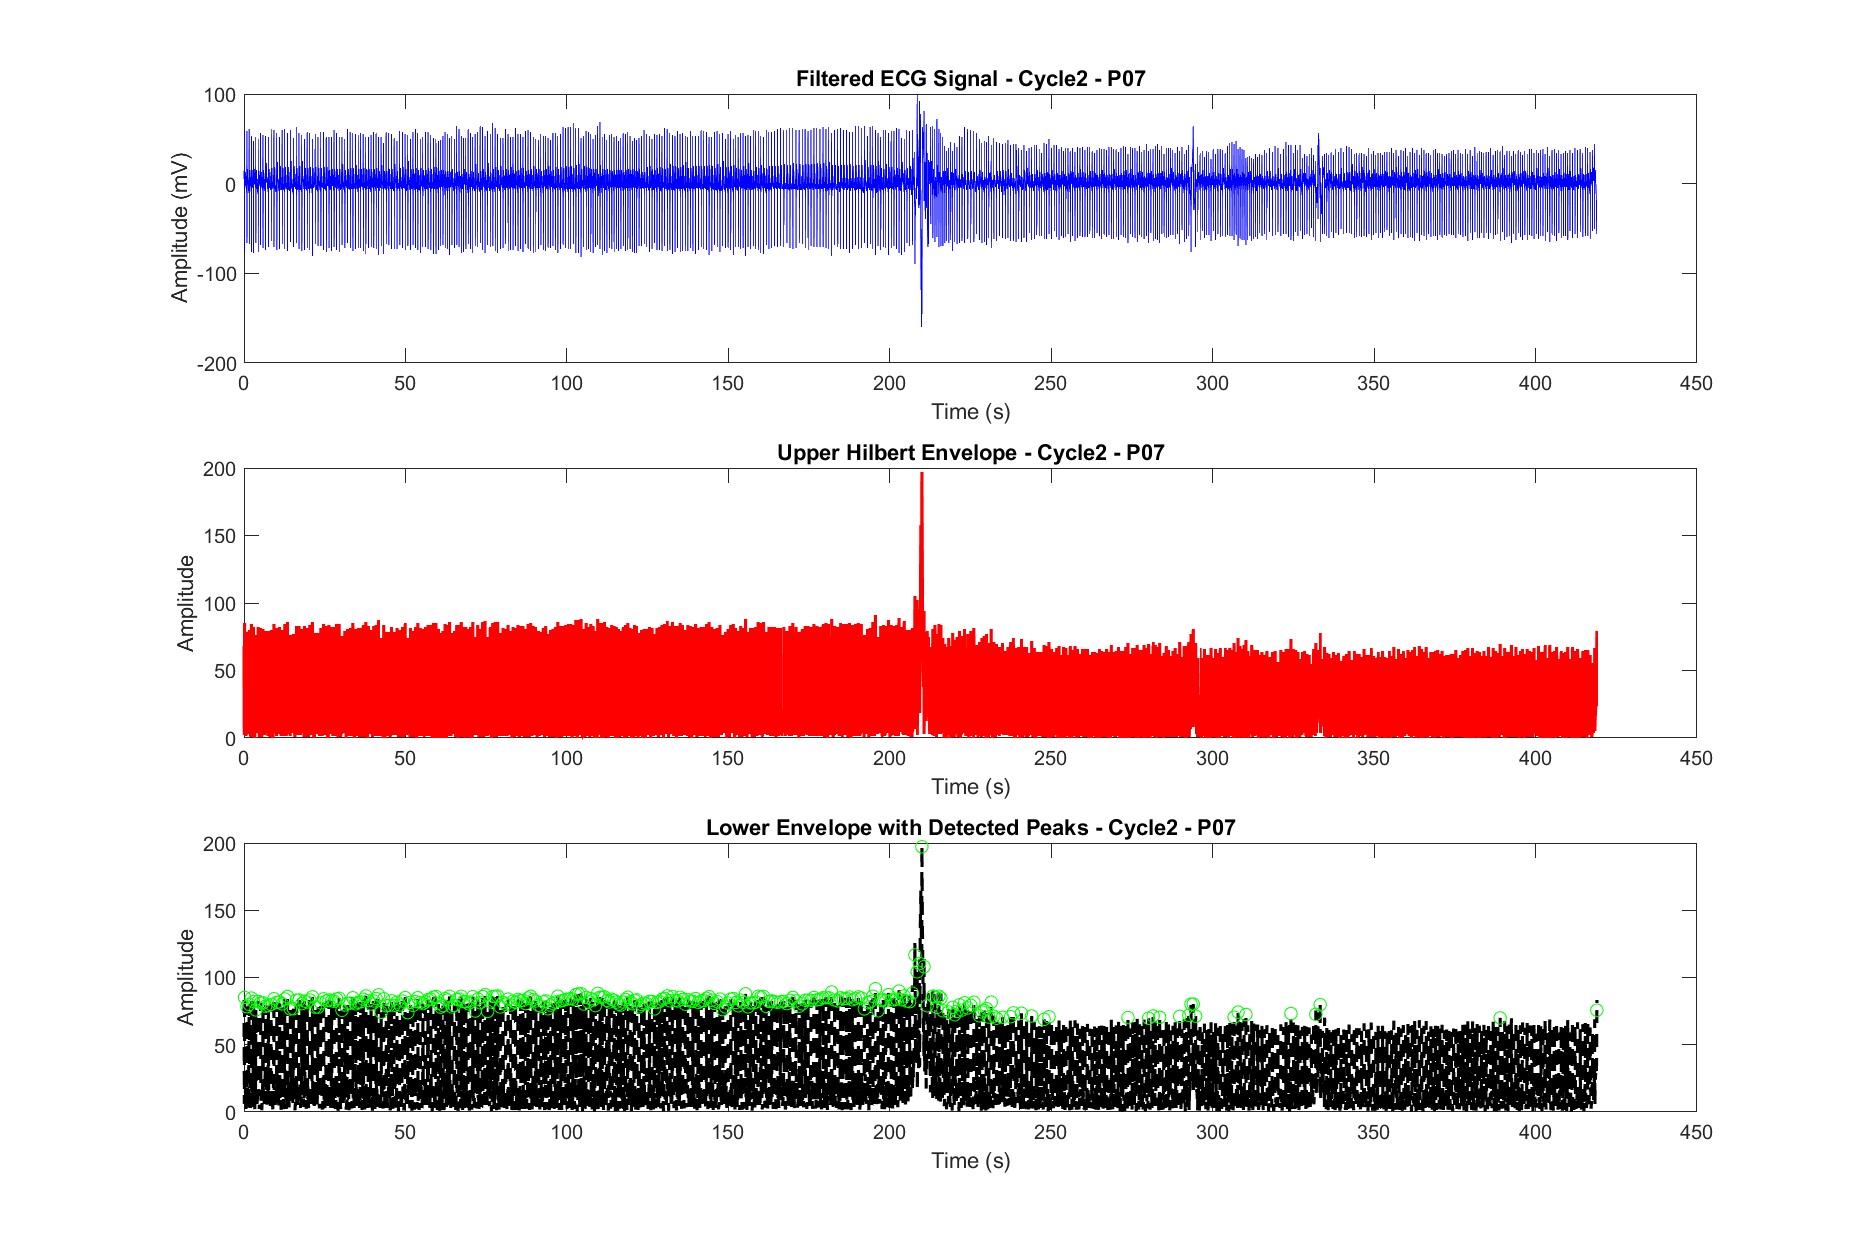 Filtered ECG Signal - Cycle2 - P07
Amplitude (mV)
100
0
-100
-200
0 50 100 150 200 250 300 350 400 450
Time (s)
Upper Hilbert Envelope - Cycle2 - P07
Amplitude
200
150
100
50
0
0 50 100 150 200 250 300 350 400 450
Time (s)
Lower Envelope with Detected Peaks - Cycle2 - P07
Amplitude
200
150
100
50
0
0 50 100 150 200 250 300 350 400 450
Time (s)